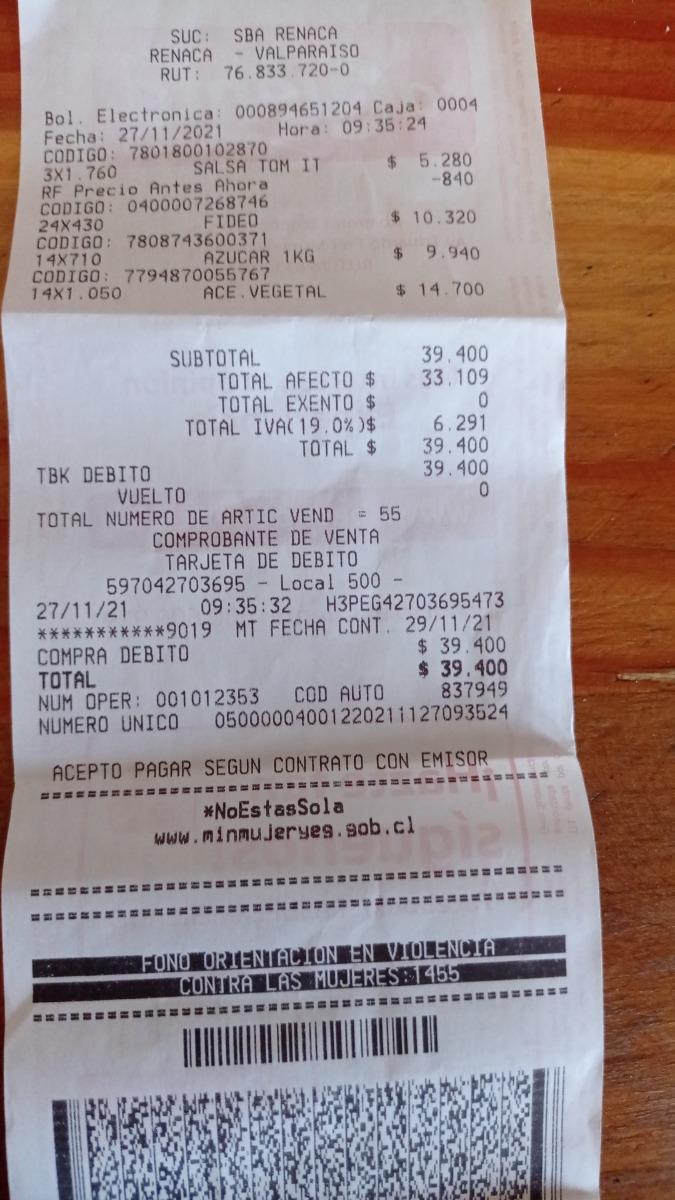 SUC: SBA RENACA
RENACA - VALPARAISO
RUT: 76.833.720-0
Bol. Electronica: 000894651204 Caja: 0004
Fecha: 27/11/2021 Hora: 09:35:24
CODIGO: 7801800102870
3X1.760 SALSA TOM IT $ 5.280
RF Precio Antes Ahora -840
CODIGO: 0400007268746
24X430 FIDEO $ 10.320
CODIGO: 7808743600371
14X710 AZUCAR 1KG $ 9.940
CODIGO: 7794870055767
14X1.050 ACE.VEGETAL $ 14.700
SUBTOTAL 39.400
TOTAL AFECTO $ 33.109
TOTAL EXENTO $ 0
TOTAL IVA(19.0%)$ 6.291
TOTAL $ 39.400
TBK DEBITO 39.400
VUELTO 0
TOTAL NUMERO DE ARTIC VEND = 55
COMPROBANTE DE VENTA
TARJETA DE DEBITO
597042703695 - Local 500 -
27/11/21 09:35:32 H3PEG42703695473
***********9019 MT FECHA CONT. 29/11/21
COMPRA DEBITO $ 39.400
TOTAL $ 39.400
NUM OPER: 001012353 COD AUTO 837949
NUMERO UNICO 05000004001220211127093524
ACEPTO PAGAR SEGUN CONTRATO CON EMISOR
*NoEstasSola
www.minmujeryeg.gob.cl
FONO ORIENTACION EN VIOLENCIA
CONTRA LAS MUJERES:1455